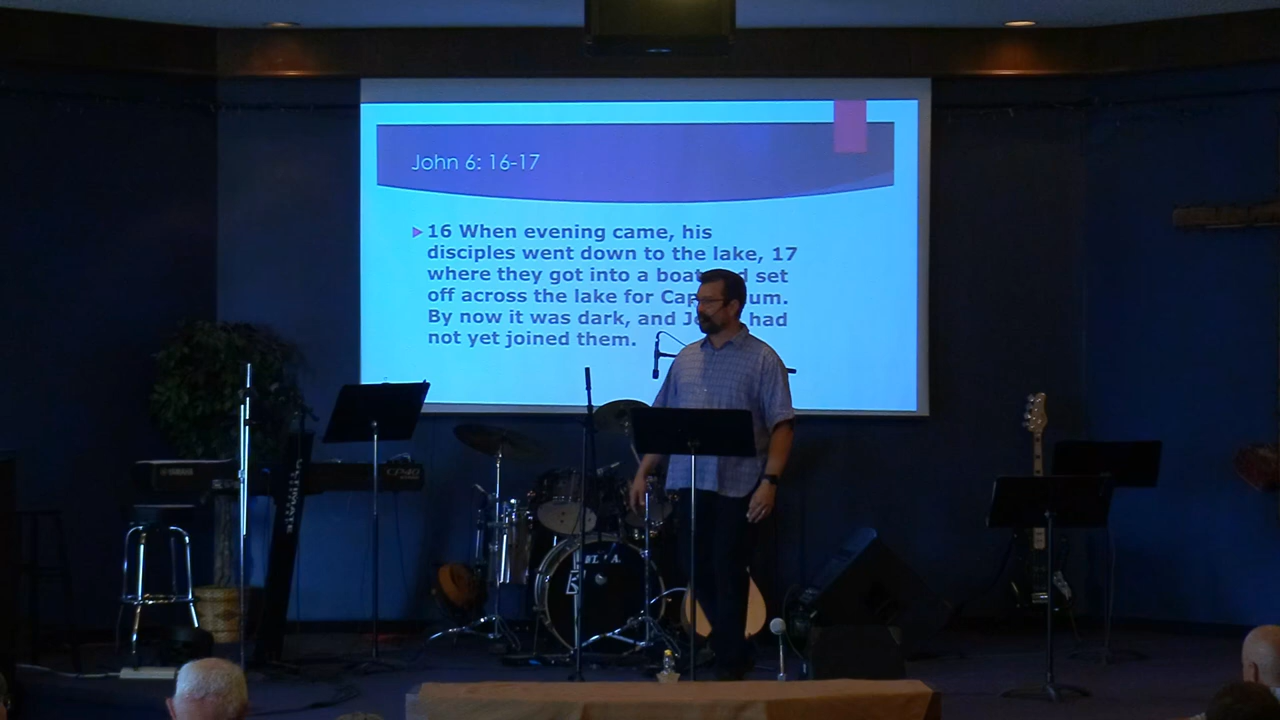 John 6: 16-17
16 When evening came, his
disciples went down to the lake, 17
where they got into a boat set
off across the lake for
By now it was dark, and had
not yet joined them.
YAMAHA
CP40